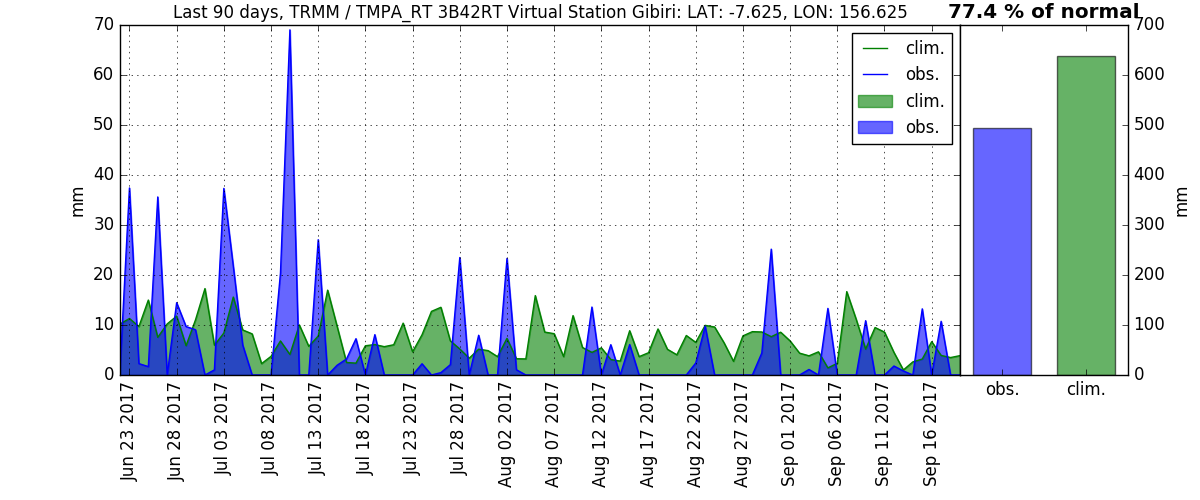 Last 90 days, TRMM / TMPA_RT 3B42RT Virtual Station Gibiri: LAT: -7.625, LON: 156.625
77.4 % of normal
70
60
50
40
30
20
10
0
mm
clim.
obs.
clim.
obs.
700
600
500
400
300
200
100
0
mm
obs.
clim.
Jun 23 2017
Jun 28 2017
Jul 03 2017
Jul 08 2017
Jul 13 2017
Jul 18 2017
Jul 23 2017
Jul 28 2017
Aug 02 2017
Aug 07 2017
Aug 12 2017
Aug 17 2017
Aug 22 2017
Aug 27 2017
Sep 01 2017
Sep 06 2017
Sep 11 2017
Sep 16 2017